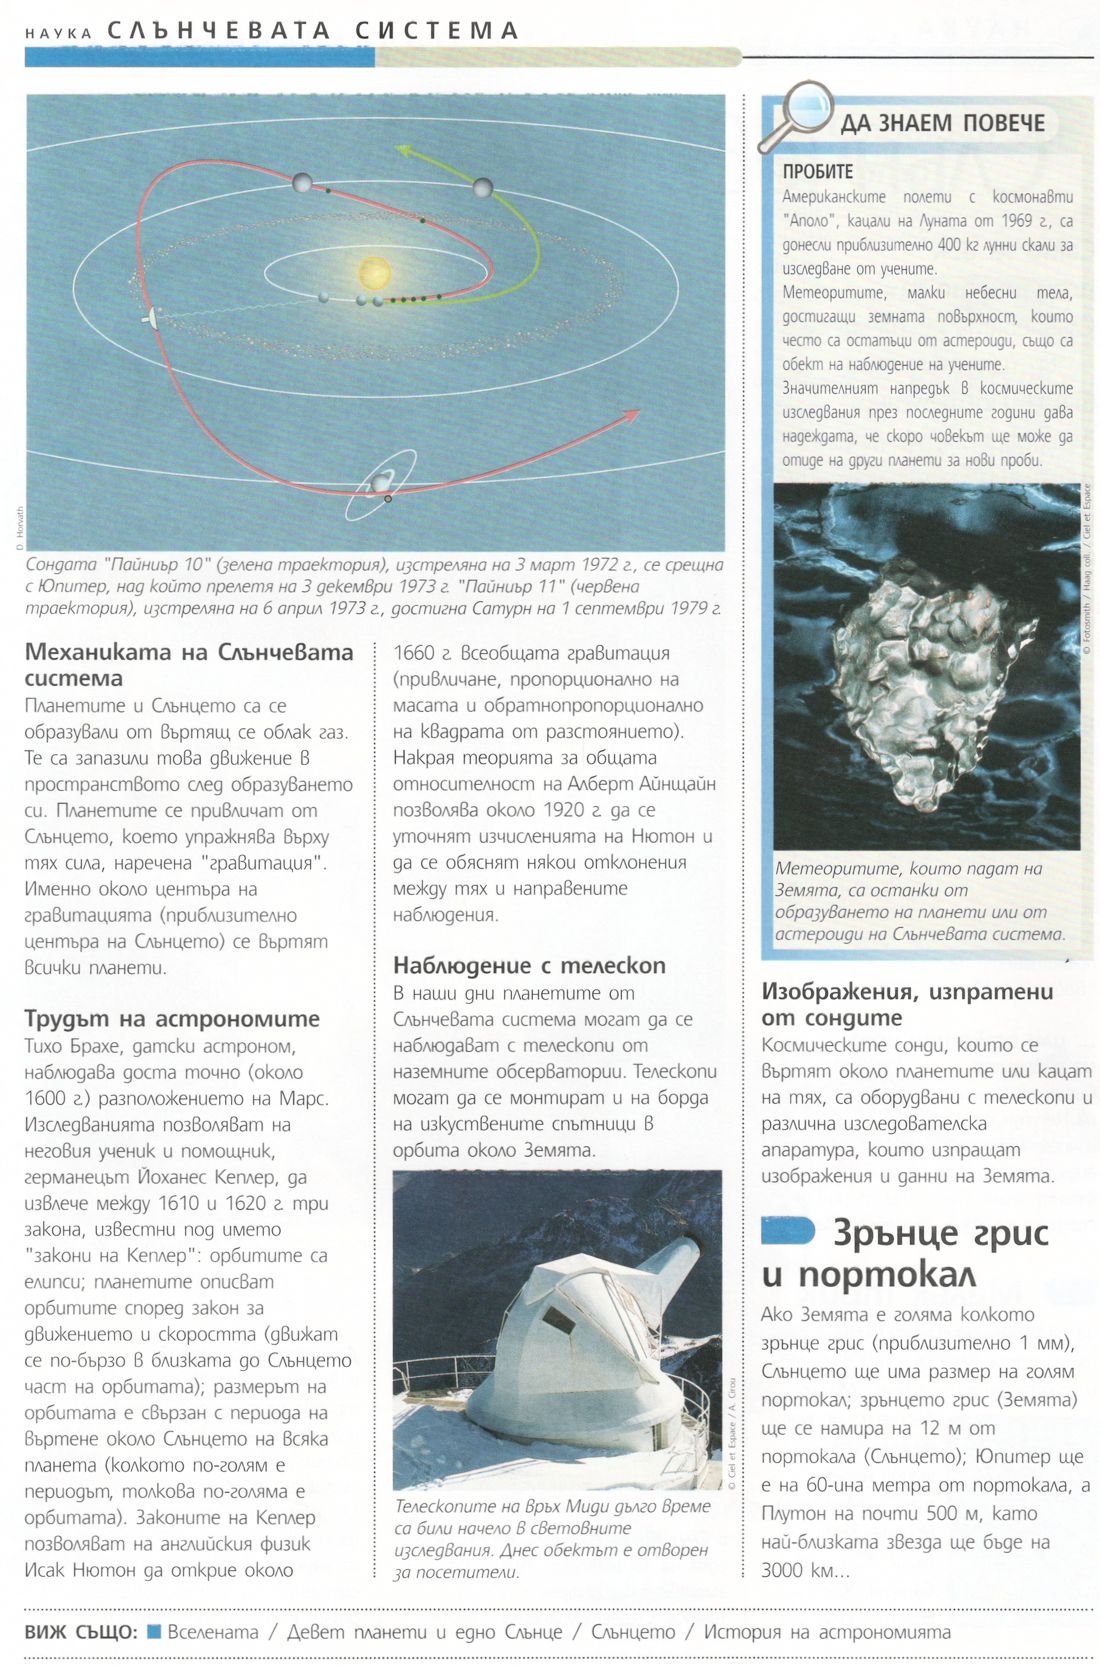 НАУКА СЛЪНЧЕВАТА СИСТЕМА
D. Horvath
Сондата "Пайниър 10" (зелена траектория), изстреляна на 3 март 1972 г., се срещна
с Юпитер, над който прелетя на 3 декември 1973 г. "Пайниър 11" (червена
траектория), изстреляна на 6 април 1973 г., достигна Сатурн на 1 септември 1979 г.
Механиката на Слънчевата
система
Планетите и Слънцето са се
образували от въртящ се облак газ.
Те са запазили това движение в
пространството след образуването
си. Планетите се привличат от
Слънцето, което упражнява върху
тях сила, наречена "гравитация".
Именно около центъра на
гравитацията (приблизително
центъра на Слънцето) се въртят
всички планети.
Трудът на астрономите
Тихо Брахе, датски астроном,
наблюдава доста точно (около
1600 г.) разположението на Марс.
Изследванията позволяват на
неговия ученик и помощник,
германецът Йоханес Кеплер, да
извлече между 1610 и 1620 г. три
закона, известни под името
"закони на Кеплер": орбитите са
елипси; планетите описват
орбитите според закон за
движението и скоростта (движат
се по-бързо в близката до Слънцето
част на орбитата); размерът на
орбитата е свързан с периода на
въртене около Слънцето на всяка
планета (колкото по-голям е
периодът, толкова по-голяма е
орбитата). Законите на Кеплер
позволяват на английския физик
Исак Нютон да открие около
1660 г. Всеобщата гравитация
(привличане, пропорционално на
масата и обратнопропорционално
на квадрата от разстоянието).
Накрая теорията за общата
относителност на Алберт Айнщайн
позволява около 1920 г. да се
уточнят изчисленията на Нютон и
да се обяснят някои отклонения
между тях и направените
наблюдения.
Наблюдение с телескоп
В наши дни планетите от
Слънчевата система могат да се
наблюдават с телескопи от
наземните обсерватории. Телескопи
могат да се монтират и на борда
на изкуствените спътници в
орбита около Земята.
© Ciel et Espace / A. Cirou
Телескопите на връх Миди дълго време
са били начело в световните
изследвания. Днес обектът е отворен
за посетители.
ДА ЗНАЕМ ПОВЕЧЕ
ПРОБИТЕ
Американските полети с космонавти
"Аполо", кацали на Луната от 1969 г., са
донесли приблизително 400 кг лунни скали за
изследване от учените.
Метеоритите, малки небесни тела,
достигащи земната повърхност, които
често са остатъци от астероиди, също са
обект на наблюдение на учените.
Значителният напредък в космическите
изследвания през последните години дава
надеждата, че скоро човекът ще може да
отиде на други планети за нови проби.
© Fotosmith / Haag coll. / Ciel et Espace
Метеоритите, които падат на
Земята, са останки от
образуването на планети или от
астероиди на Слънчевата система.
Изображения, изпратени
от сондите
Космическите сонди, които се
въртят около планетите или кацат
на тях, са оборудвани с телескопи и
различна изследователска
апаратура, които изпращат
изображения и данни на Земята.
Зрънце грис
и портокал
Ако Земята е голяма колкото
зрънце грис (приблизително 1 мм),
Слънцето ще има размер на голям
портокал; зрънцето грис (Земята)
ще се намира на 12 м от
портокала (Слънцето); Юпитер ще
е на 60-ина метра от портокала, а
Плутон на почти 500 м, като
най-близката звезда ще бъде на
3000 км...
ВИЖ СЪЩО: Вселената / Девет планети и едно Слънце / Слънцето / История на астрономията